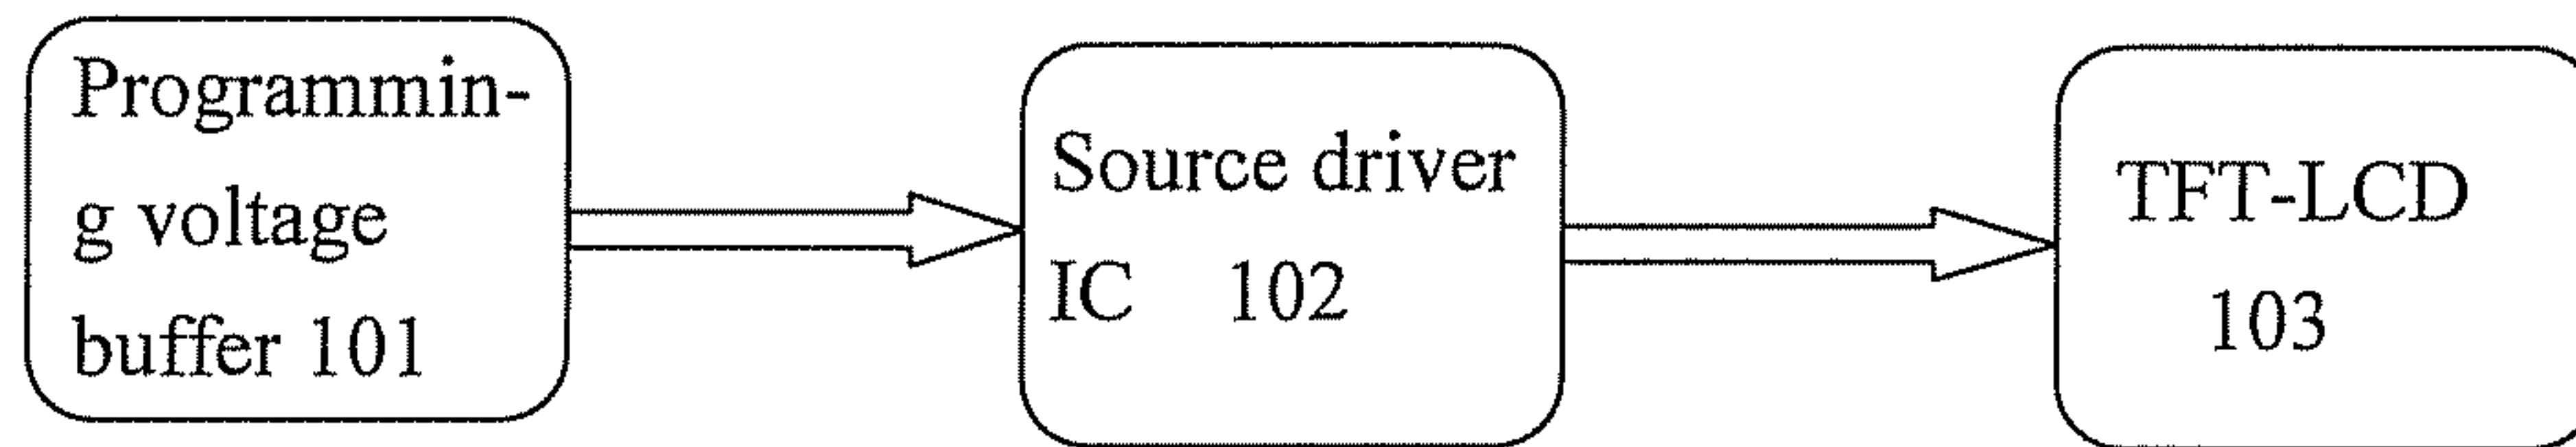 Programmin-
g voltage
buffer 101
Source driver
IC 102
TFT-LCD
103